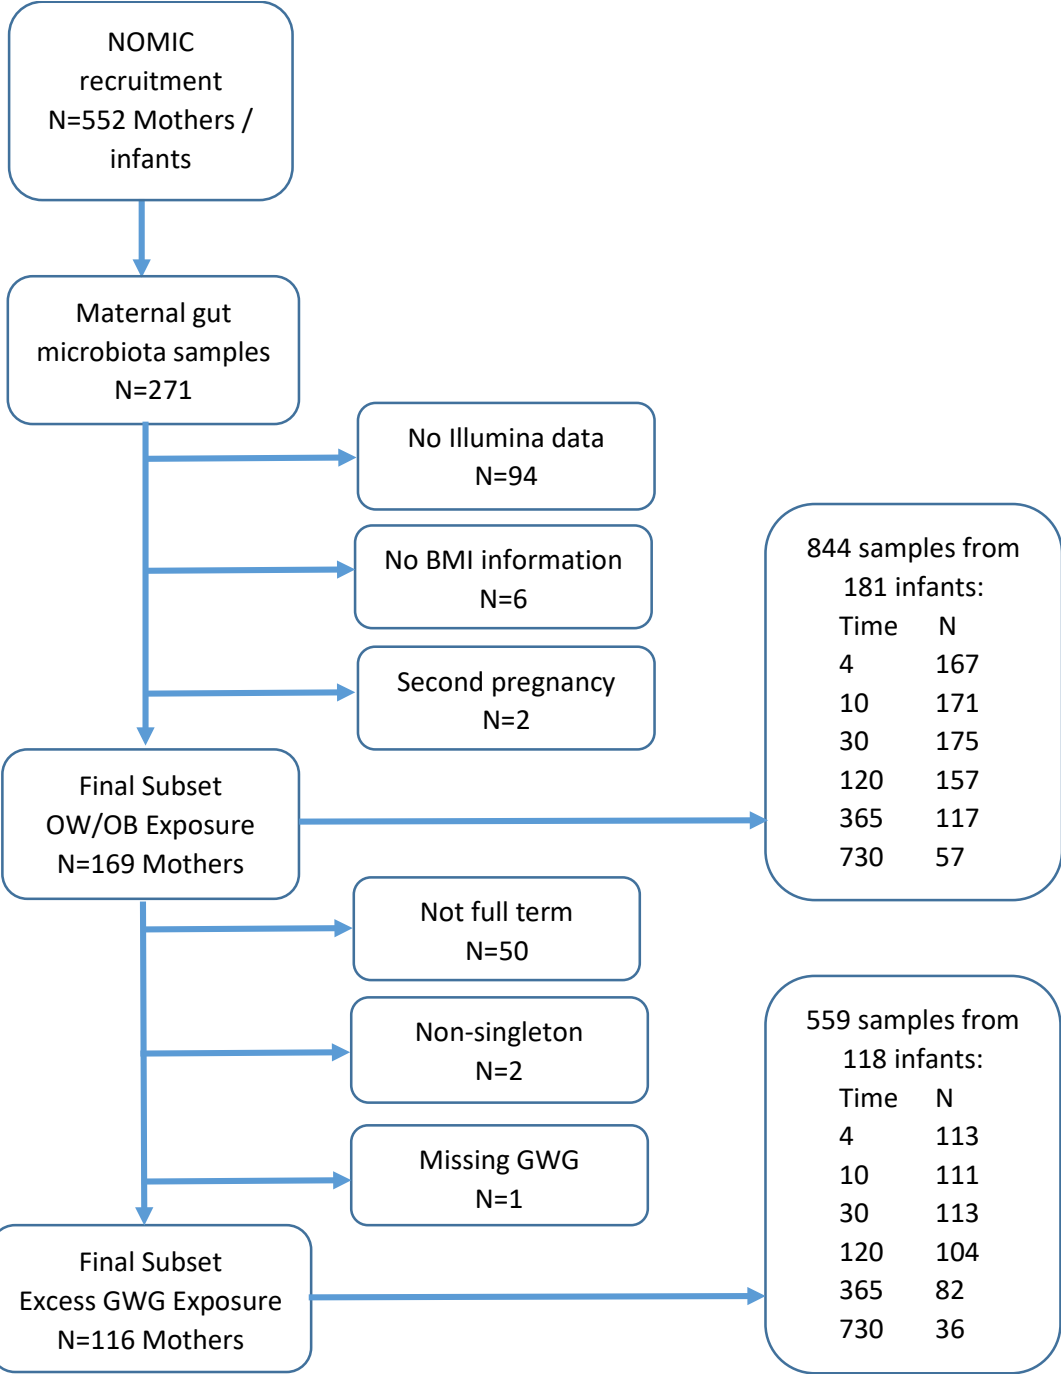 NOMIC
recruitment
N=552 Mothers /
infants
Maternal gut
microbiota samples
N=271
No Illumina data
N=94
No BMI information
N=6
Second pregnancy
N=2
844 samples from
181 infants:
Time N
4 167
10 171
30 175
120 157
365 117
730 57
Final Subset
OW/OB Exposure
N=169 Mothers
Not full term
N=50
Non-singleton
N=2
Missing GWG
N=1
559 samples from
118 infants:
Time N
4 113
10 111
30 113
120 104
365 82
730 36
Final Subset
Excess GWG Exposure
N=116 Mothers